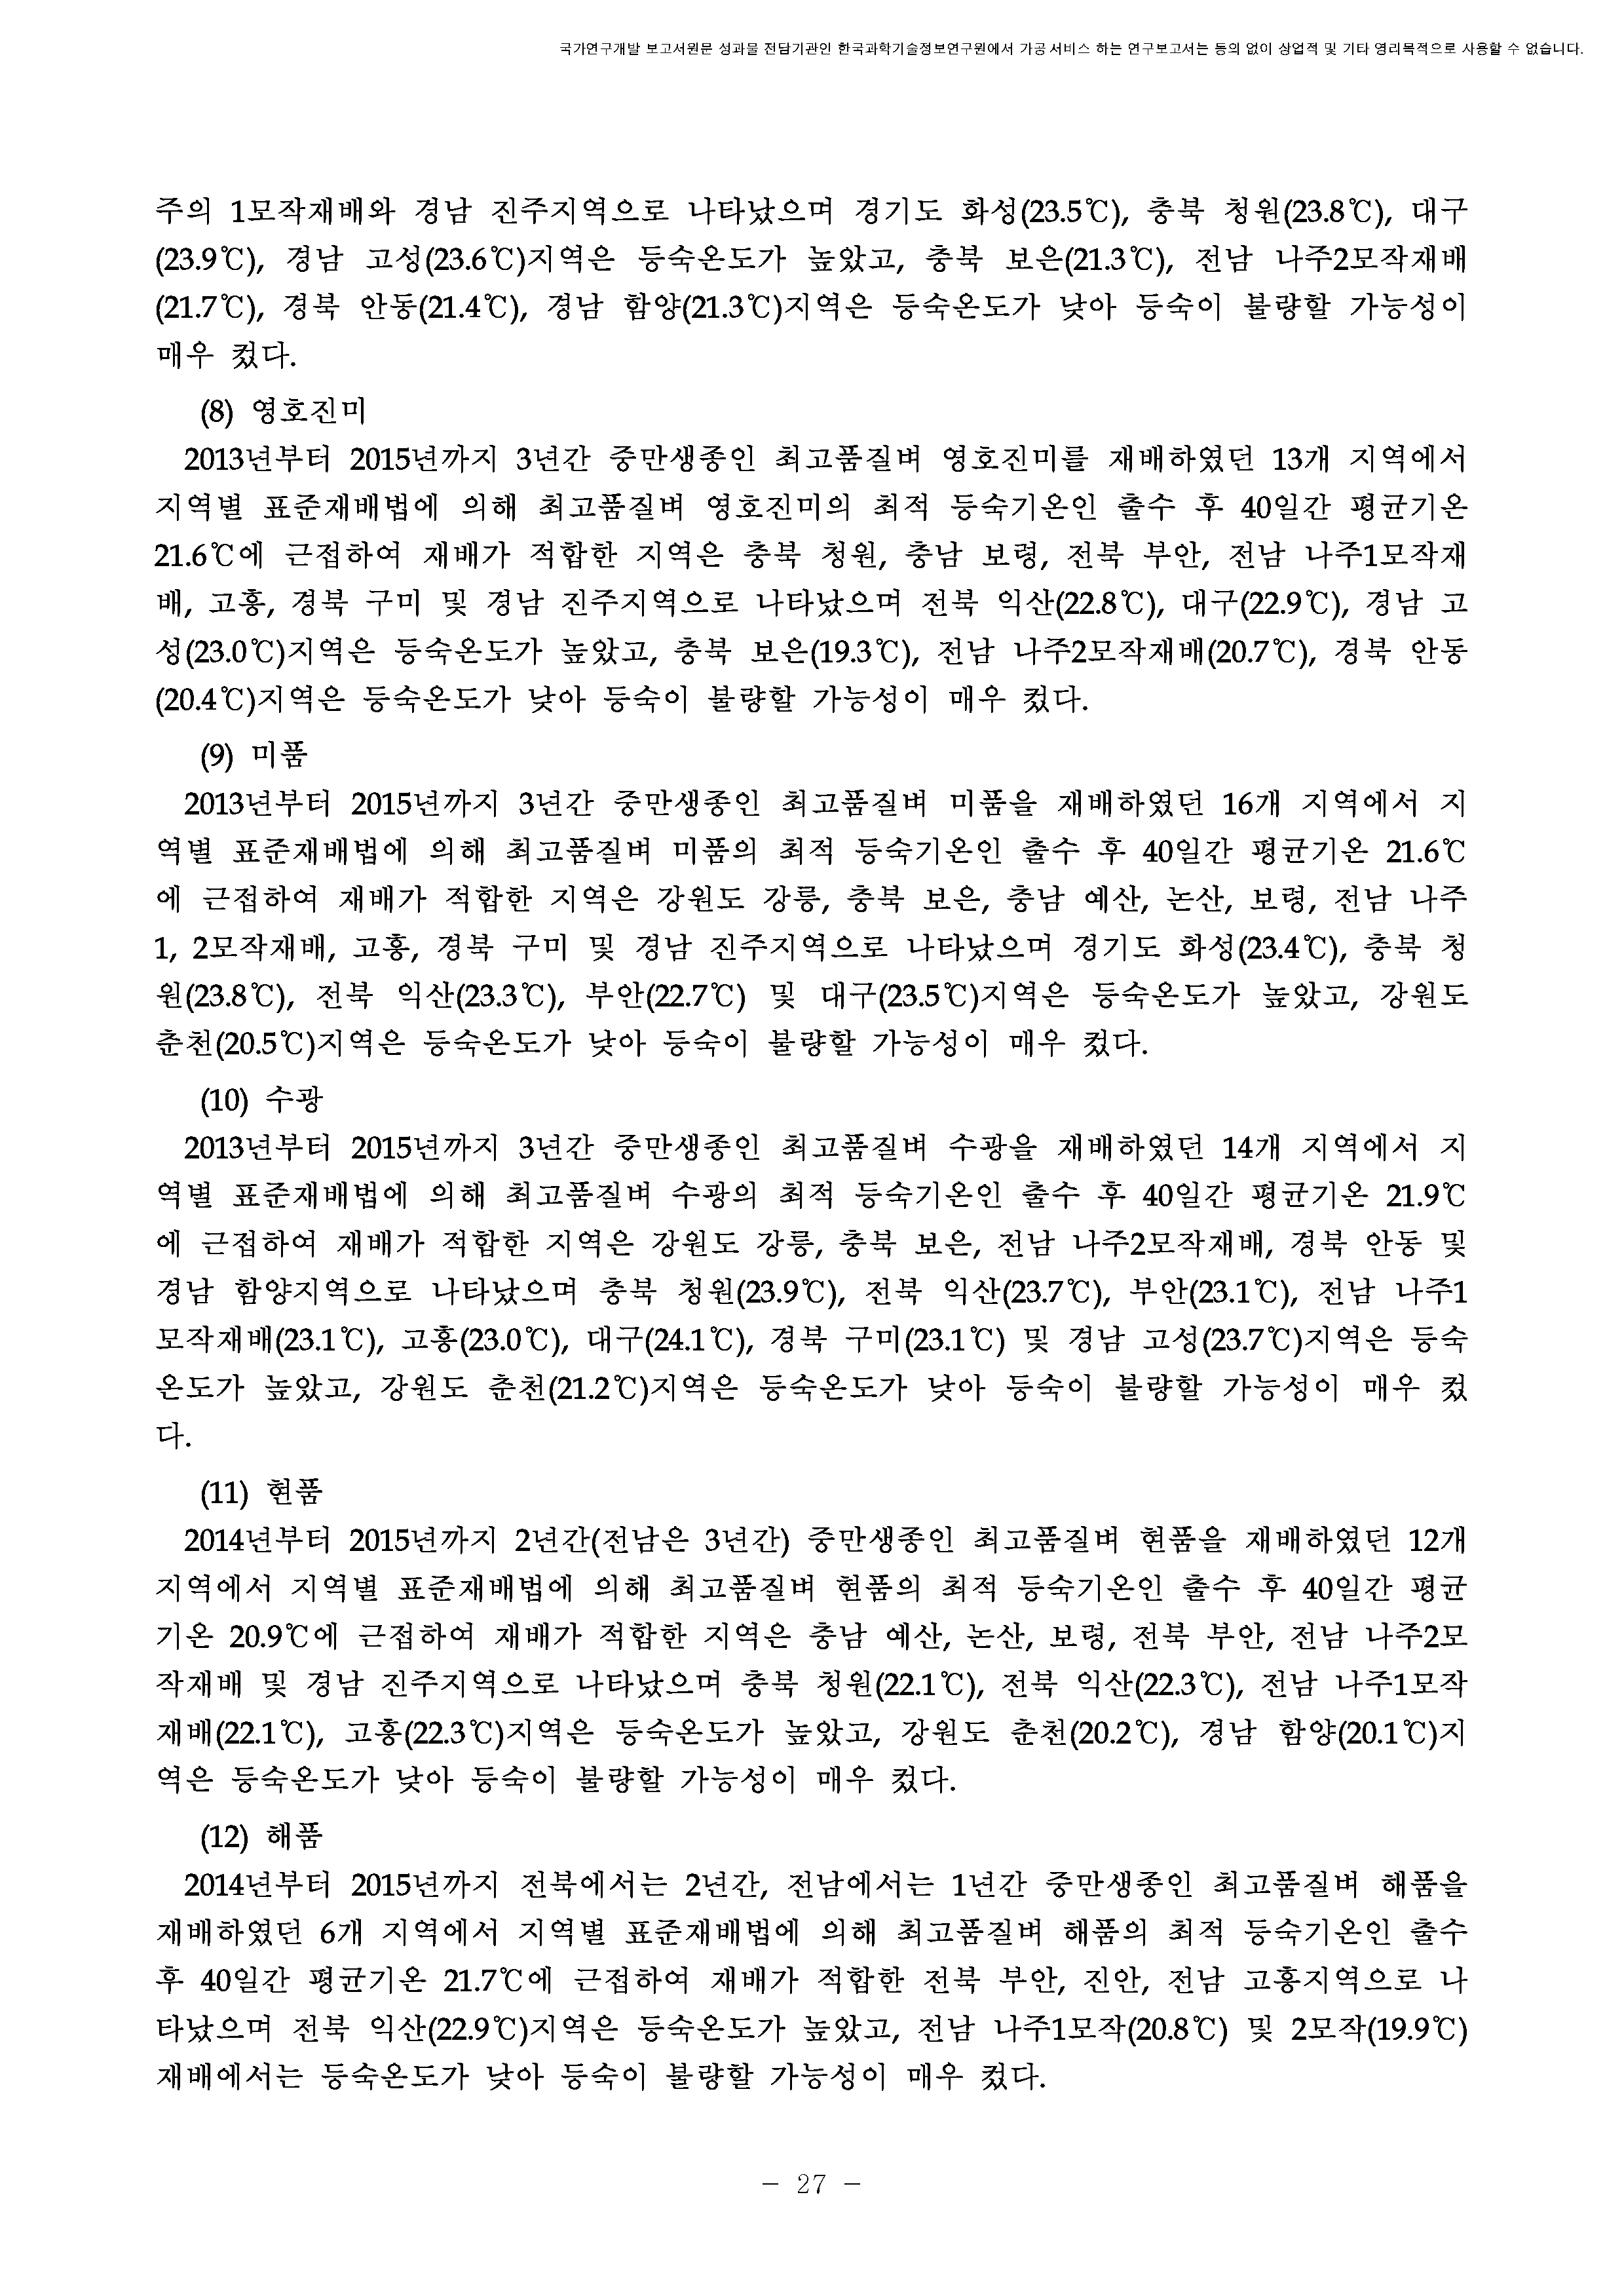 국가연구개발 보고서원문 성과물 전담기관인 한국과학기술정보연구원에서 가공·서비스 하는 연구보고서는 동의 없이 상업적 및 기타 영리목적으로 사용할 수 없습니다.
주의 1모작재배와 경남 진주지역으로 나타났으며 경기도 화성(23.5℃), 충북 청원(23.8℃), 대구
(23.9℃), 경남 고성(23.6℃)지역은 등숙온도가 높았고, 충북 보은(21.3℃), 전남 나주2모작재배
(21.7℃), 경북 안동(21.4℃), 경남 함양(21.3℃)지역은 등숙온도가 낮아 등숙이 불량할 가능성이
매우 컸다.
(8) 영호진미
2013년부터 2015년까지 3년간 중만생종인 최고품질벼 영호진미를 재배하였던 13개 지역에서
지역별 표준재배법에 의해 최고품질벼 영호진미의 최적 등숙기온인 출수 후 40일간 평균기온
21.6℃에 근접하여 재배가 적합한 지역은 충북 청원, 충남 보령, 전북 부안, 전남 나주1모작재
배, 고흥, 경북 구미 및 경남 진주지역으로 나타났으며 전북 익산(22.8℃), 대구(22.9℃), 경남 고
성(23.0℃)지역은 등숙온도가 높았고, 충북 보은(19.3℃), 전남 나주2모작재배(20.7℃), 경북 안동
(20.4℃)지역은 등숙온도가 낮아 등숙이 불량할 가능성이 매우 컸다.
(9) 미품
2013년부터 2015년까지 3년간 중만생종인 최고품질벼 미품을 재배하였던 16개 지역에서 지
역별 표준재배법에 의해 최고품질벼 미품의 최적 등숙기온인 출수 후 40일간 평균기온 21.6℃
에 근접하여 재배가 적합한 지역은 강원도 강릉, 충북 보은, 충남 예산, 논산, 보령, 전남 나주
1, 2모작재배, 고흥, 경북 구미 및 경남 진주지역으로 나타났으며 경기도 화성(23.4℃), 충북 청
원(23.8℃), 전북 익산(23.3℃), 부안(22.7℃) 및 대구(23.5℃)지역은 등숙온도가 높았고, 강원도
춘천(20.5℃)지역은 등숙온도가 낮아 등숙이 불량할 가능성이 매우 컸다.
(10) 수광
2013년부터 2015년까지 3년간 중만생종인 최고품질벼 수광을 재배하였던 14개 지역에서 지
역별 표준재배법에 의해 최고품질벼 수광의 최적 등숙기온인 출수 후 40일간 평균기온 21.9℃
에 근접하여 재배가 적합한 지역은 강원도 강릉, 충북 보은, 전남 나주2모작재배, 경북 안동 및
경남 함양지역으로 나타났으며 충북 청원(23.9℃), 전북 익산(23.7℃), 부안(23.1℃), 전남 나주1
모작재배(23.1℃), 고흥(23.0℃), 대구(24.1℃), 경북 구미(23.1℃) 및 경남 고성(23.7℃)지역은 등숙
온도가 높았고, 강원도 춘천(21.2℃)지역은 등숙온도가 낮아 등숙이 불량할 가능성이 매우 컸
다.
(11) 현품
2014년부터 2015년까지 2년간(전남은 3년간) 중만생종인 최고품질벼 현품을 재배하였던 12개
지역에서 지역별 표준재배법에 의해 최고품질벼 현품의 최적 등숙기온인 출수 후 40일간 평균
기온 20.9℃에 근접하여 재배가 적합한 지역은 충남 예산, 논산, 보령, 전북 부안, 전남 나주2모
작재배 및 경남 진주지역으로 나타났으며 충북 청원(22.1℃), 전북 익산(22.3℃), 전남 나주1모작
재배(22.1℃), 고흥(22.3℃)지역은 등숙온도가 높았고, 강원도 춘천(20.2℃), 경남 함양(20.1℃)지
역은 등숙온도가 낮아 등숙이 불량할 가능성이 매우 컸다.
(12) 해품
2014년부터 2015년까지 전북에서는 2년간, 전남에서는 1년간 중만생종인 최고품질벼 해품을
재배하였던 6개 지역에서 지역별 표준재배법에 의해 최고품질벼 해품의 최적 등숙기온인 출수
후 40일간 평균기온 21.7℃에 근접하여 재배가 적합한 전북 부안, 진안, 전남 고흥지역으로 나
타났으며 전북 익산(22.9℃)지역은 등숙온도가 높았고, 전남 나주1모작(20.8℃) 및 2모작(19.9℃)
재배에서는 등숙온도가 낮아 등숙이 불량할 가능성이 매우 컸다.
- 27 -